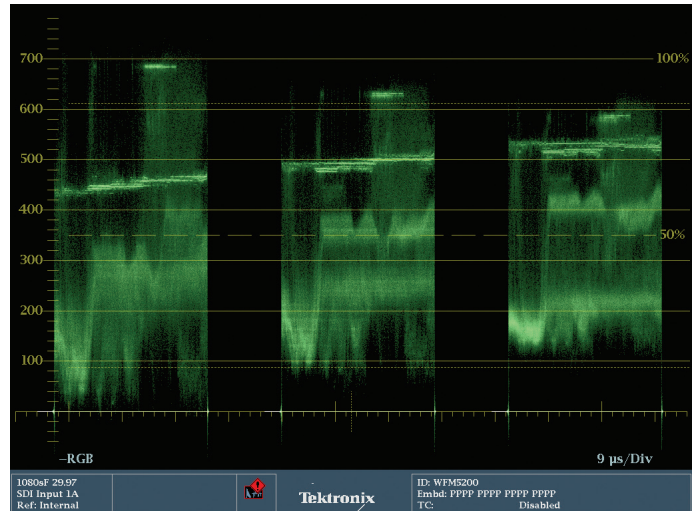 700
100%
600
500
400
300
50%
200
100
–RGB
9 µs/Div
1080sF 29.97
SDI Input 1A
Ref: Internal
Tektronix
ID: WFM5200
Embd: PPPP PPPP PPPP PPPP
TC: Disabled